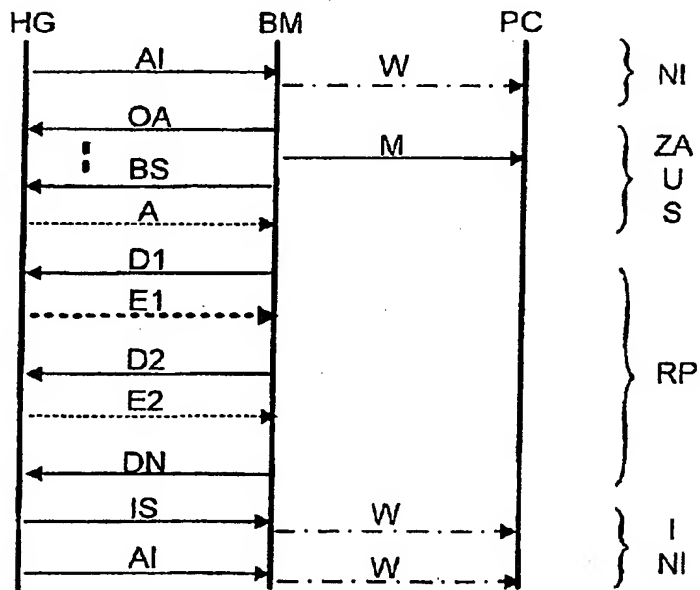 HG BM PC
AI W NI
OA
M ZA
BS U
A S
D1
E1
D2 RP
E2
DN
IS W I
AI W NI